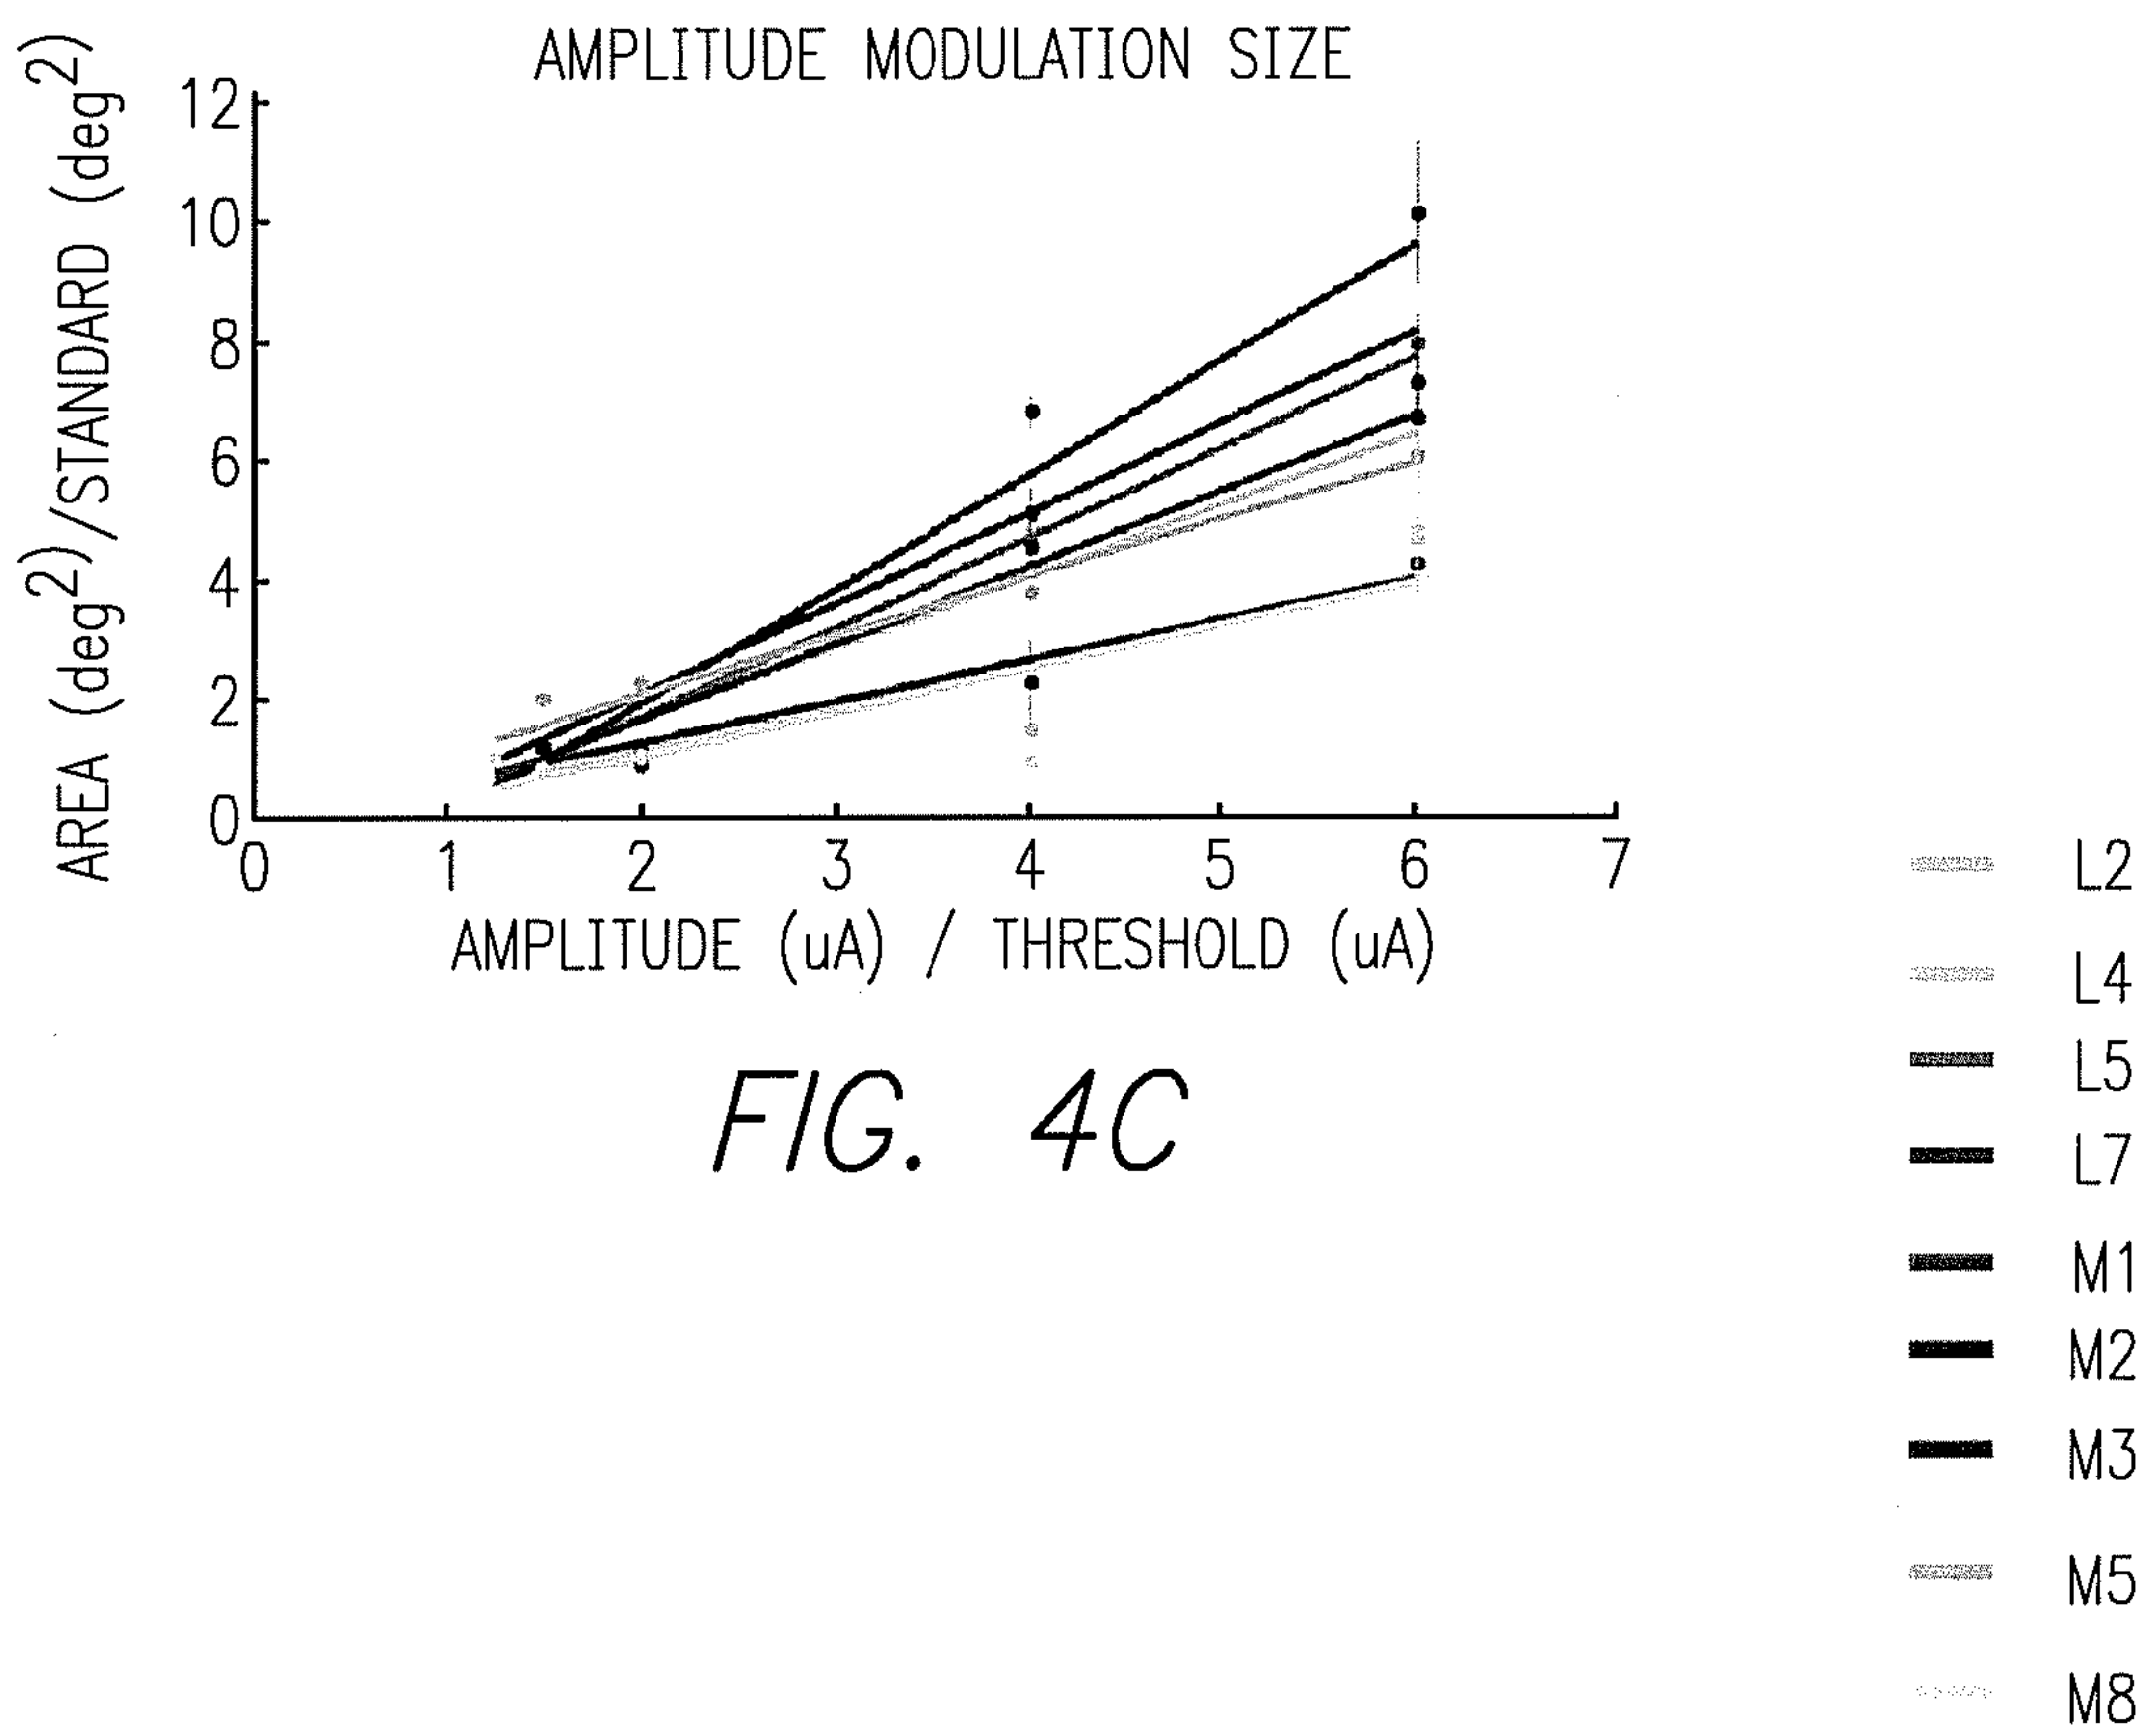 AMPLITUDE MODULATION SIZE
AREA (deg²)/STANDARD (deg²)
12
10
8
6
4
2
0
0 1 2 3 4 5 6 7
AMPLITUDE (uA) / THRESHOLD (uA)
FIG. 4C
L2
L4
L5
L7
M1
M2
M3
M5
M8